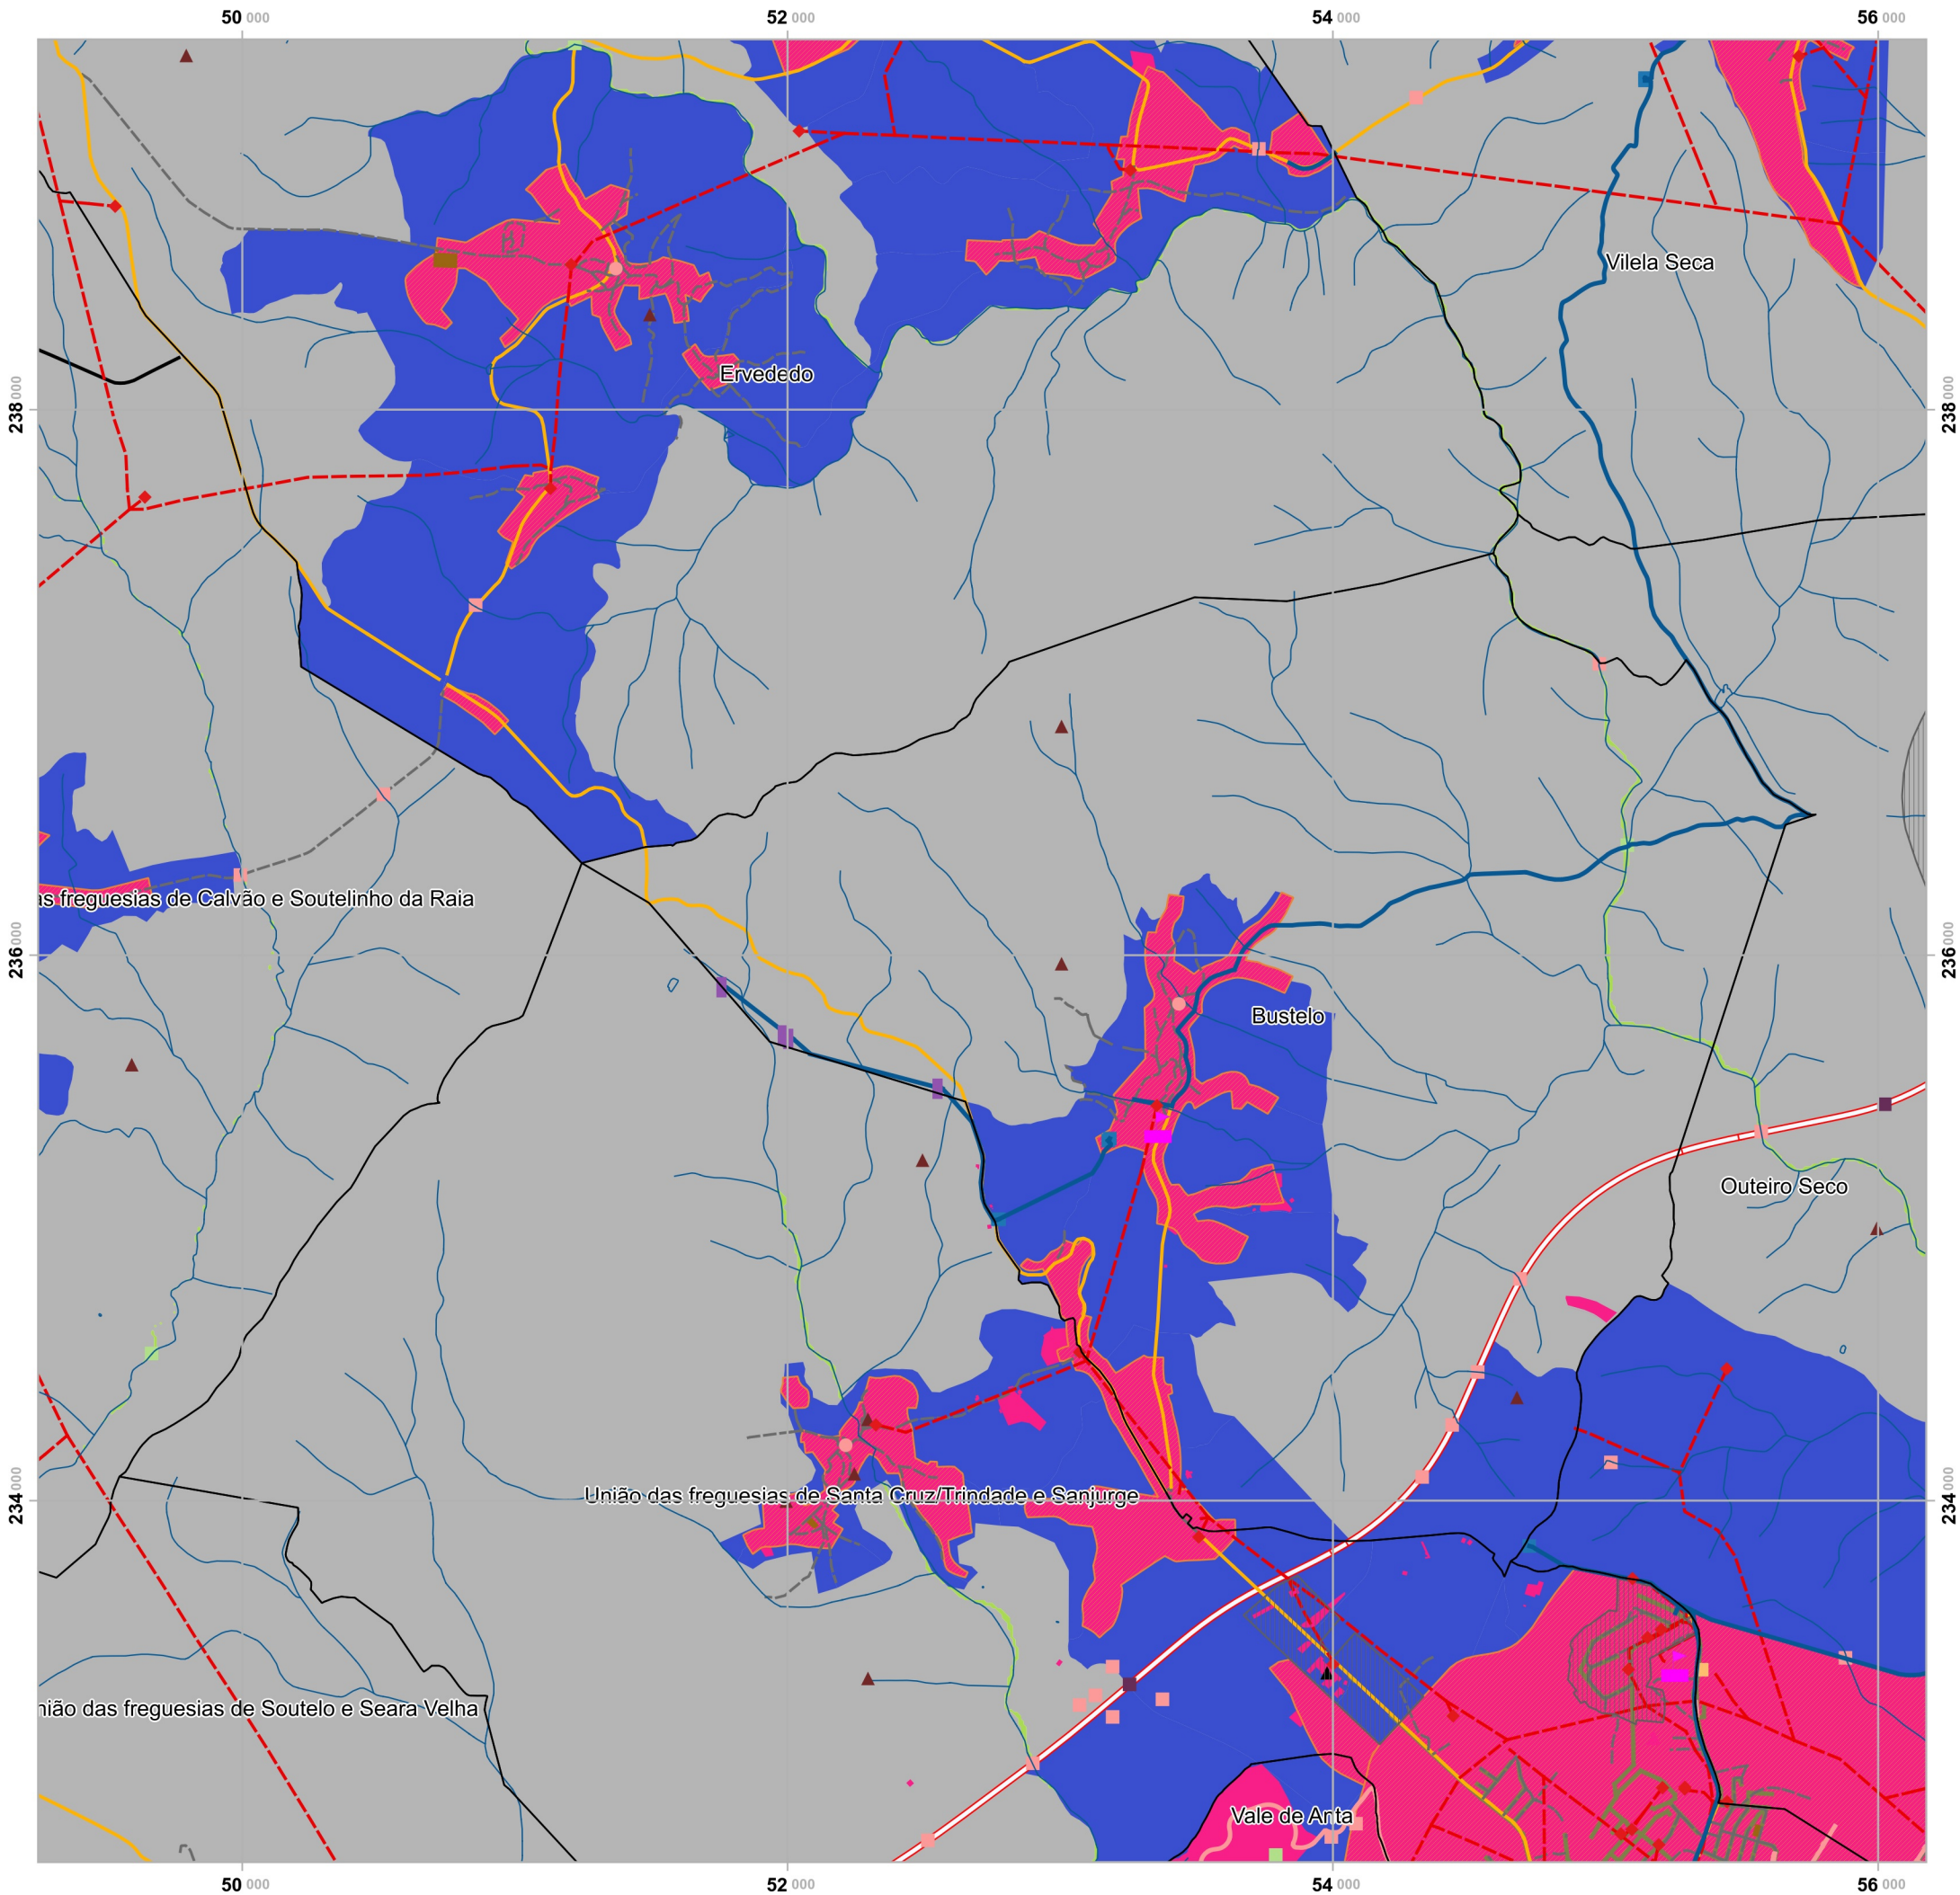 50 000 52 000 54 000 56 000
Vilela Seca
Ervededo
238 000 238 000
as freguesias de Calvão e Soutelinho da Raia
236 000 236 000
Bustelo
Outeiro Seco
União das freguesias de Santa Cruz/Trindade e Sanjurge
234 000 234 000
nião das freguesias de Soutelo e Seara Velha
Vale de Anta
50 000 52 000 54 000 56 000